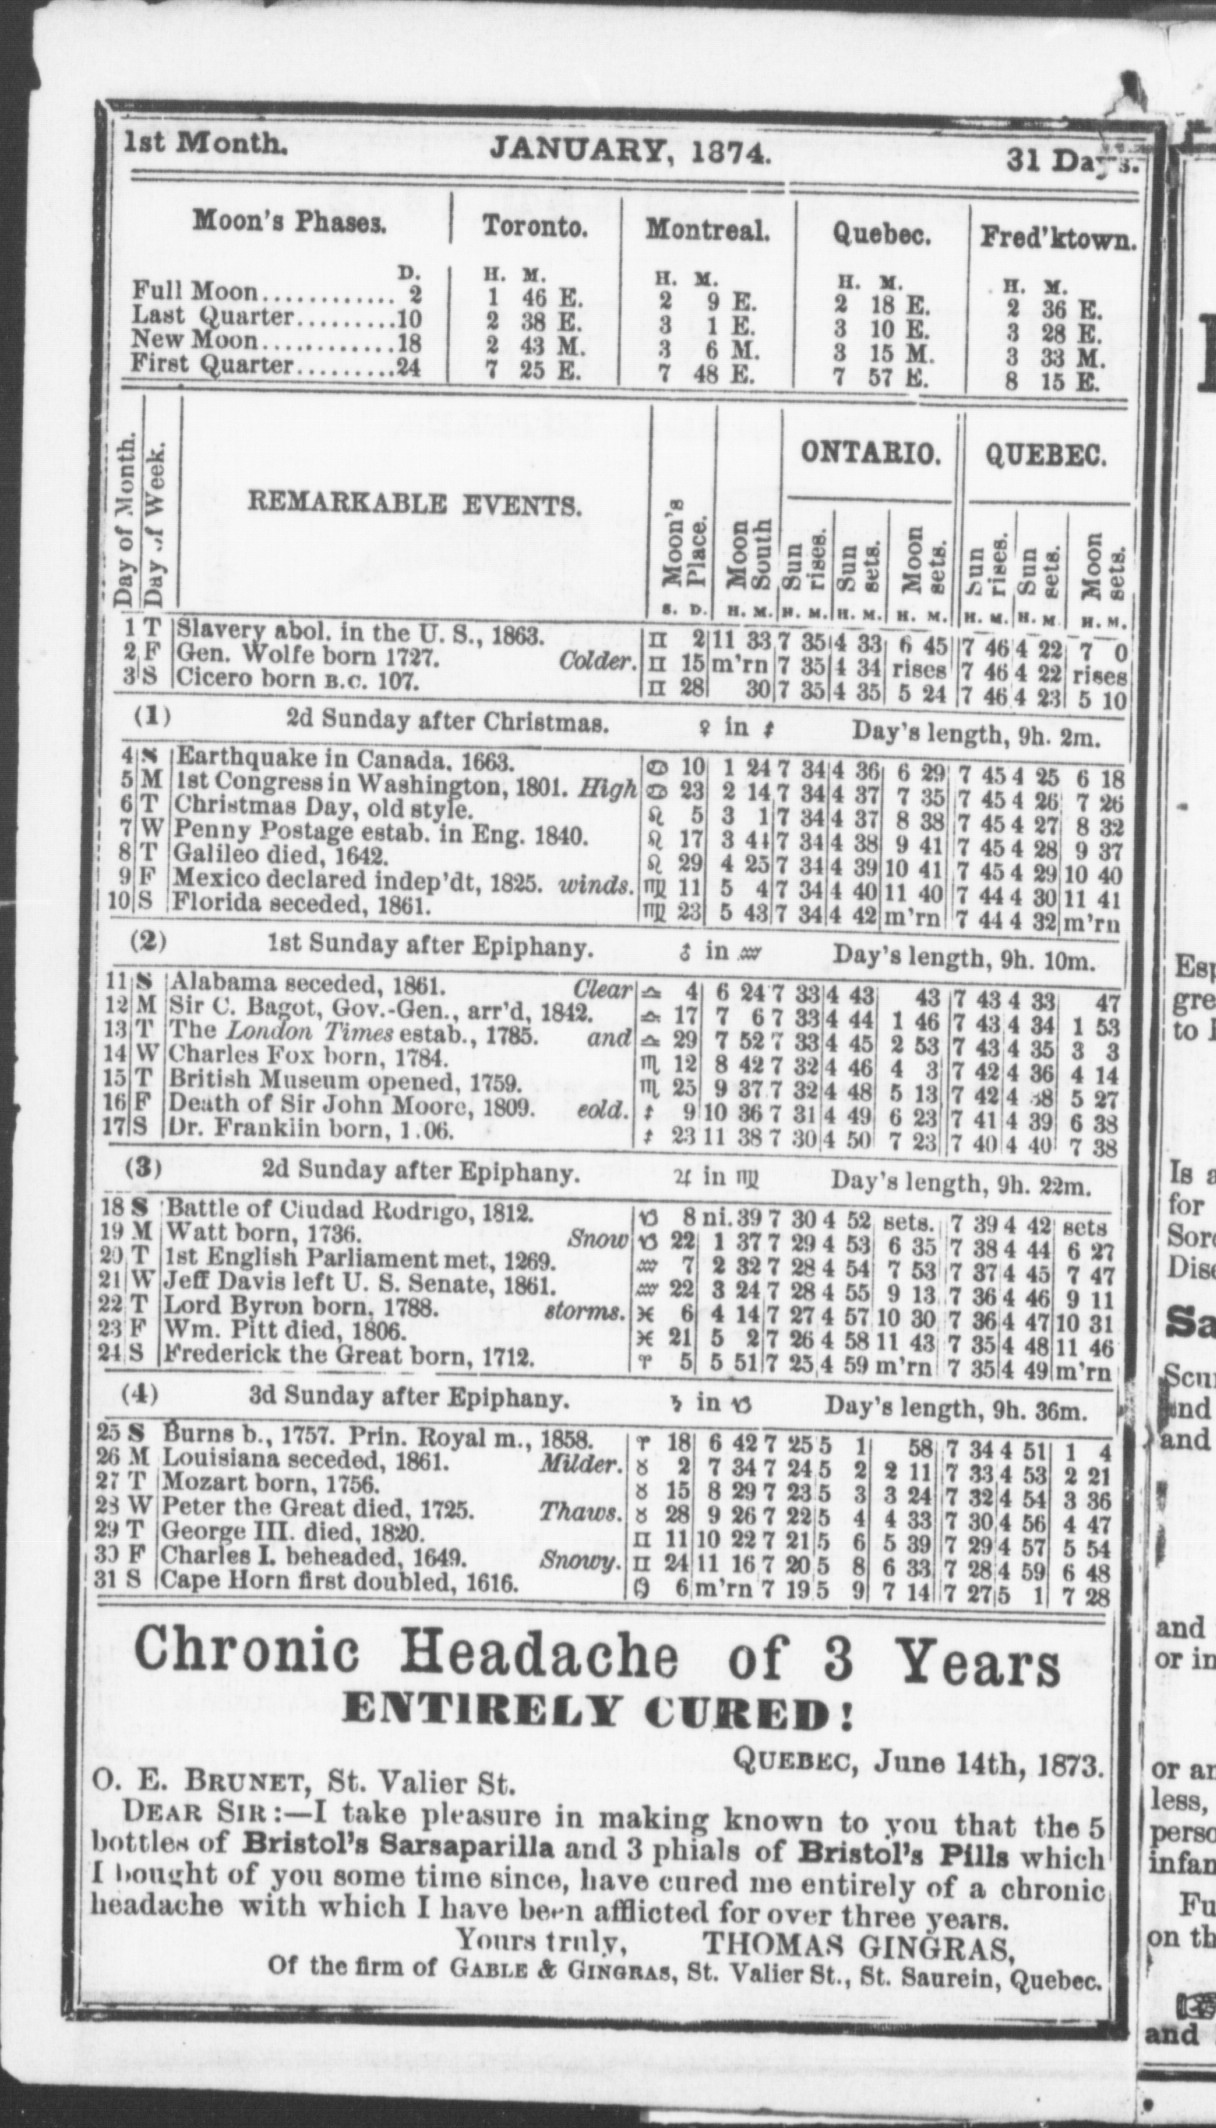 1st Month. JANUARY, 1874. 31 Days.
Moon's Phases. Toronto. Montreal. Quebec. Fred'ktown.
D. H. M. H. M. H. M. H. M.
Full Moon............ 2 1 46 E. 2 9 E. 2 18 E. 2 36 E.
Last Quarter.........10 2 38 E. 3 1 E. 3 10 E. 3 28 E.
New Moon............18 2 43 M. 3 6 M. 3 15 M. 3 33 M.
First Quarter.........24 7 25 E. 7 48 E. 7 57 E. 8 15 E.
ONTARIO. QUEBEC.
Day of Month. Day of Week. REMARKABLE EVENTS. Moon's Place. Moon South Sun rises. Sun sets. Moon sets. Sun rises. Sun sets. Moon sets.
S. D. H. M. H. M. H. M. H. M. H. M. H. M. H. M.
1 T Slavery abol. in the U. S., 1863. ♊ 2 11 33 7 35 4 33 6 45 7 46 4 22 7 0
2 F Gen. Wolfe born 1727. Colder. ♊ 15 m'rn 7 35 4 34 rises 7 46 4 22 rises
3 S Cicero born B.C. 107. ♊ 28 30 7 35 4 35 5 24 7 46 4 23 5 10
(1) 2d Sunday after Christmas. ♀ in ♐ Day's length, 9h. 2m.
4 S Earthquake in Canada, 1663. ♋ 10 1 24 7 34 4 36 6 29 7 45 4 25 6 18
5 M 1st Congress in Washington, 1801. High ♋ 23 2 14 7 34 4 37 7 35 7 45 4 26 7 26
6 T Christmas Day, old style. ♌ 5 3 1 7 34 4 37 8 38 7 45 4 27 8 32
7 W Penny Postage estab. in Eng. 1840. ♌ 17 3 44 7 34 4 38 9 41 7 45 4 28 9 37
8 T Galileo died, 1642. ♌ 29 4 25 7 34 4 39 10 41 7 45 4 29 10 40
9 F Mexico declared indep'dt, 1825. winds. ♍ 11 5 4 7 34 4 40 11 40 7 44 4 30 11 41
10 S Florida seceded, 1861. ♍ 23 5 43 7 34 4 42 m'rn 7 44 4 32 m'rn
(2) 1st Sunday after Epiphany. ♂ in ♒ Day's length, 9h. 10m.
11 S Alabama seceded, 1861. Clear ♎ 4 6 24 7 33 4 43 43 7 43 4 33 47
12 M Sir C. Bagot, Gov.-Gen., arr'd, 1842. ♎ 17 7 6 7 33 4 44 1 46 7 43 4 34 1 53
13 T The London Times estab., 1785. and ♎ 29 7 52 7 33 4 45 2 53 7 43 4 35 3 3
14 W Charles Fox born, 1784. ♏ 12 8 42 7 32 4 46 4 3 7 42 4 36 4 14
15 T British Museum opened, 1759. ♏ 25 9 37 7 32 4 48 5 13 7 42 4 38 5 27
16 F Death of Sir John Moore, 1809. cold. ♐ 9 10 36 7 31 4 49 6 23 7 41 4 39 6 38
17 S Dr. Franklin born, 1.06. ♐ 23 11 38 7 30 4 50 7 23 7 40 4 40 7 38
(3) 2d Sunday after Epiphany. ♃ in ♍ Day's length, 9h. 22m.
18 S Battle of Ciudad Rodrigo, 1812. ♑ 8 ni. 39 7 30 4 52 sets. 7 39 4 42 sets
19 M Watt born, 1736. Snow ♑ 22 1 37 7 29 4 53 6 35 7 38 4 44 6 27
20 T 1st English Parliament met, 1269. ♒ 7 2 32 7 28 4 54 7 53 7 37 4 45 7 47
21 W Jeff Davis left U. S. Senate, 1861. ♒ 22 3 24 7 28 4 55 9 13 7 36 4 46 9 11
22 T Lord Byron born, 1788. storms. ♓ 6 4 14 7 27 4 57 10 30 7 36 4 47 10 31
23 F Wm. Pitt died, 1806. ♓ 21 5 2 7 26 4 58 11 43 7 35 4 48 11 46
24 S Frederick the Great born, 1712. ♈ 5 5 51 7 25 4 59 m'rn 7 35 4 49 m'rn
(4) 3d Sunday after Epiphany. ♄ in ♑ Day's length, 9h. 36m.
25 S Burns b., 1757. Prin. Royal m., 1858. ♈ 18 6 42 7 25 5 1 58 7 34 4 51 1 4
26 M Louisiana seceded, 1861. Milder. ♉ 2 7 34 7 24 5 2 2 11 7 33 4 53 2 21
27 T Mozart born, 1756. ♉ 15 8 29 7 23 5 3 3 24 7 32 4 54 3 36
28 W Peter the Great died, 1725. Thaws. ♉ 28 9 26 7 22 5 4 4 33 7 30 4 56 4 47
29 T George III. died, 1820. ♊ 11 10 22 7 21 5 6 5 39 7 29 4 57 5 54
30 F Charles I. beheaded, 1649. Snowy. ♊ 24 11 16 7 20 5 8 6 33 7 28 4 59 6 48
31 S Cape Horn first doubled, 1616. ♋ 6 m'rn 7 19 5 9 7 14 7 27 5 1 7 28
Chronic Headache of 3 Years
ENTIRELY CURED!
QUEBEC, June 14th, 1873.
O. E. BRUNET, St. Valier St.
DEAR SIR:—I take pleasure in making known to you that the 5
bottles of Bristol's Sarsaparilla and 3 phials of Bristol's Pills which
I bought of you some time since, have cured me entirely of a chronic
headache with which I have been afflicted for over three years.
Yours truly, THOMAS GINGRAS,
Of the firm of GABLE & GINGRAS, St. Valier St., St. Saurein, Quebec.
to
Is
for
and
and
and
or
or
less,
on
and